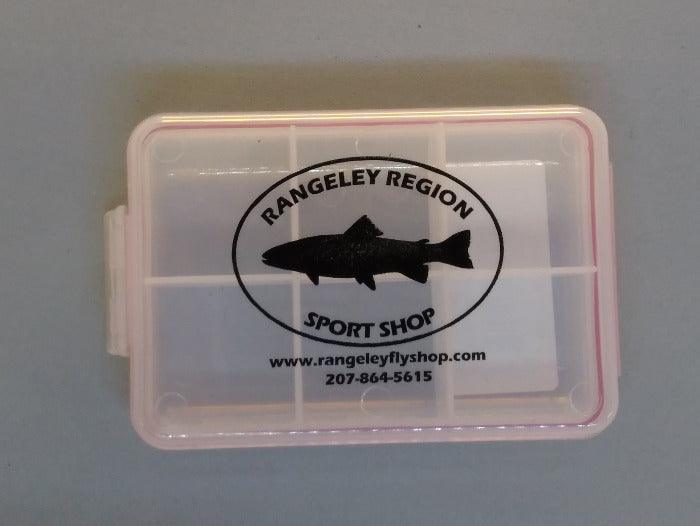 RANGELEY REGION
SPORT SHOP
www.rangeleyflyshop.com
207-864-5615